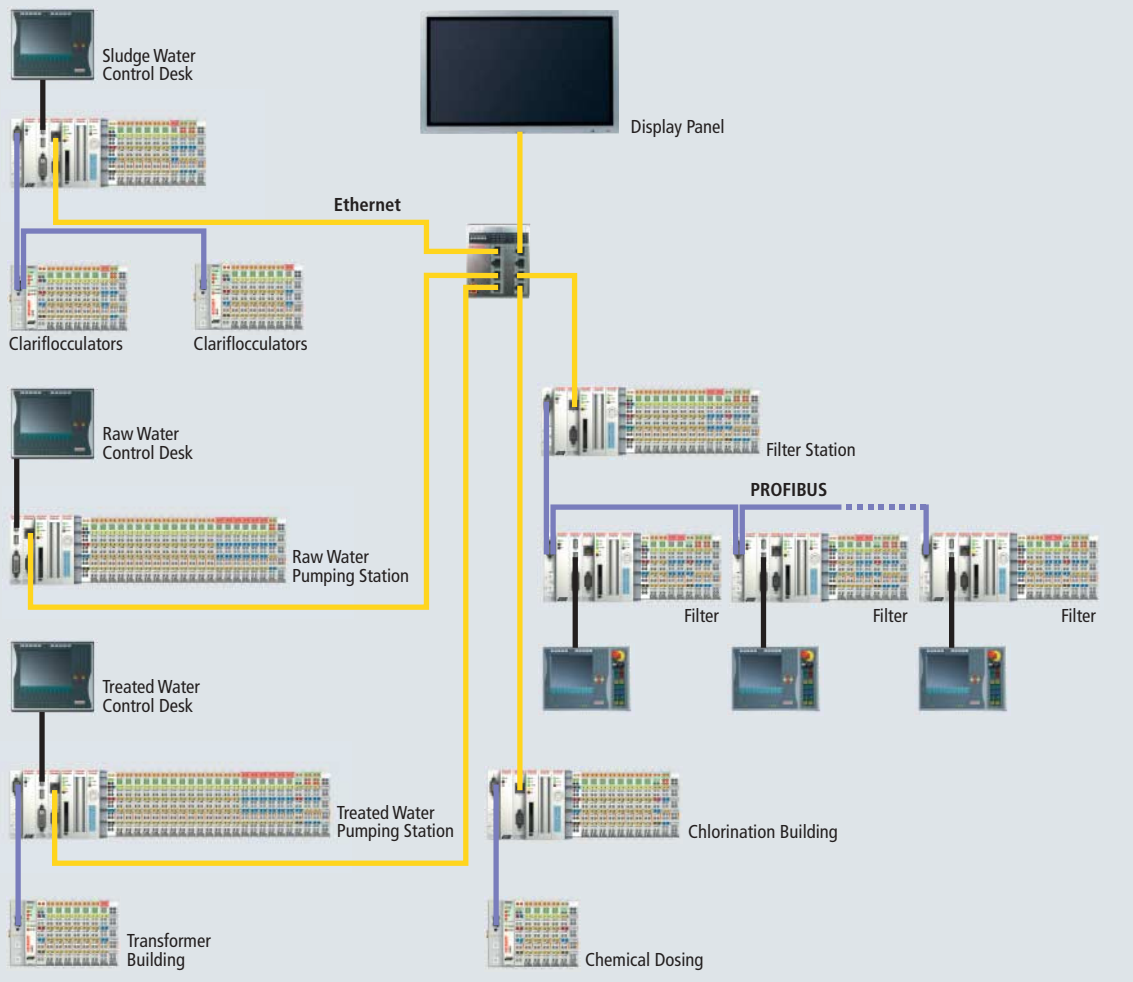 Sludge Water
Control Desk
Display Panel
Ethernet
Clariflocculators
Clariflocculators
Raw Water
Control Desk
Filter Station
PROFIBUS
Raw Water
Pumping Station
Filter
Filter
Filter
Treated Water
Control Desk
Treated Water
Pumping Station
Chlorination Building
Transformer
Building
Chemical Dosing